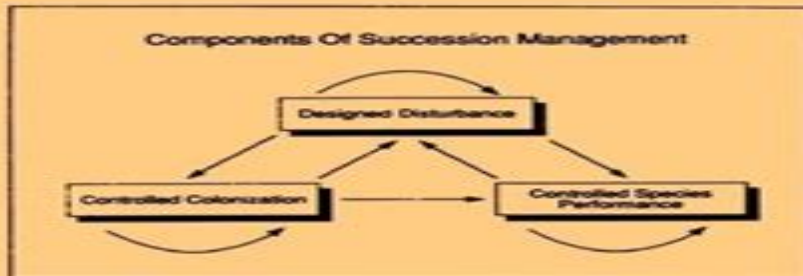 Components Of Succession Management
Designed Disturbance
Controlled Colonization
Controlled Species
Performance